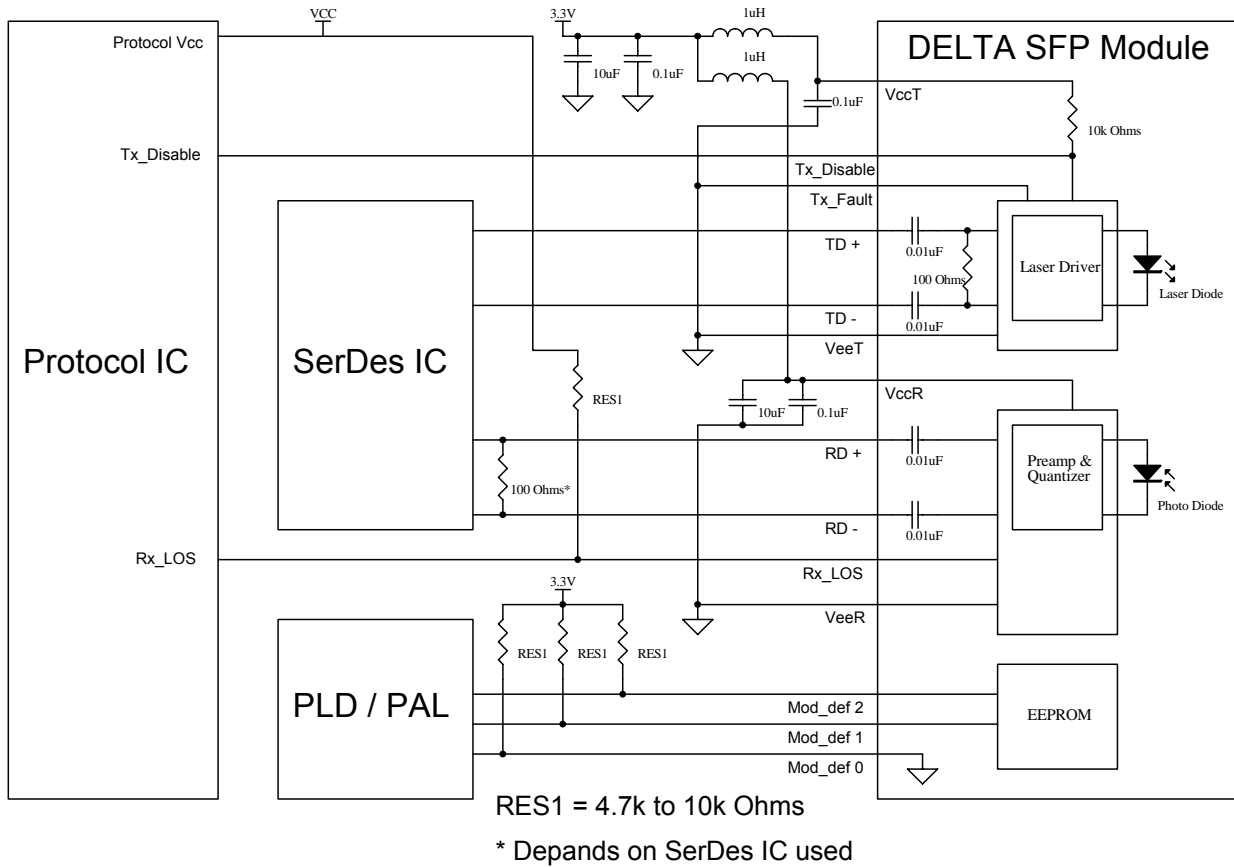 VCC
3.3V
1uH
Protocol Vcc
DELTA SFP Module
1uH
10uF
0.1uF
VccT
0.1uF
10k Ohms
Tx_Disable
Tx_Disable
Tx_Fault
TD +
0.01uF
Laser Driver
100 Ohms
Laser Diode
TD -
0.01uF
VeeT
Protocol IC
SerDes IC
RES1
VccR
10uF
0.1uF
RD +
0.01uF
Preamp &
Quantizer
100 Ohms*
Photo Diode
RD -
0.01uF
Rx_LOS
Rx_LOS
3.3V
VeeR
RES1
RES1
RES1
PLD / PAL
Mod_def 2
EEPROM
Mod_def 1
Mod_def 0
RES1 = 4.7k to 10k Ohms
* Depands on SerDes IC used